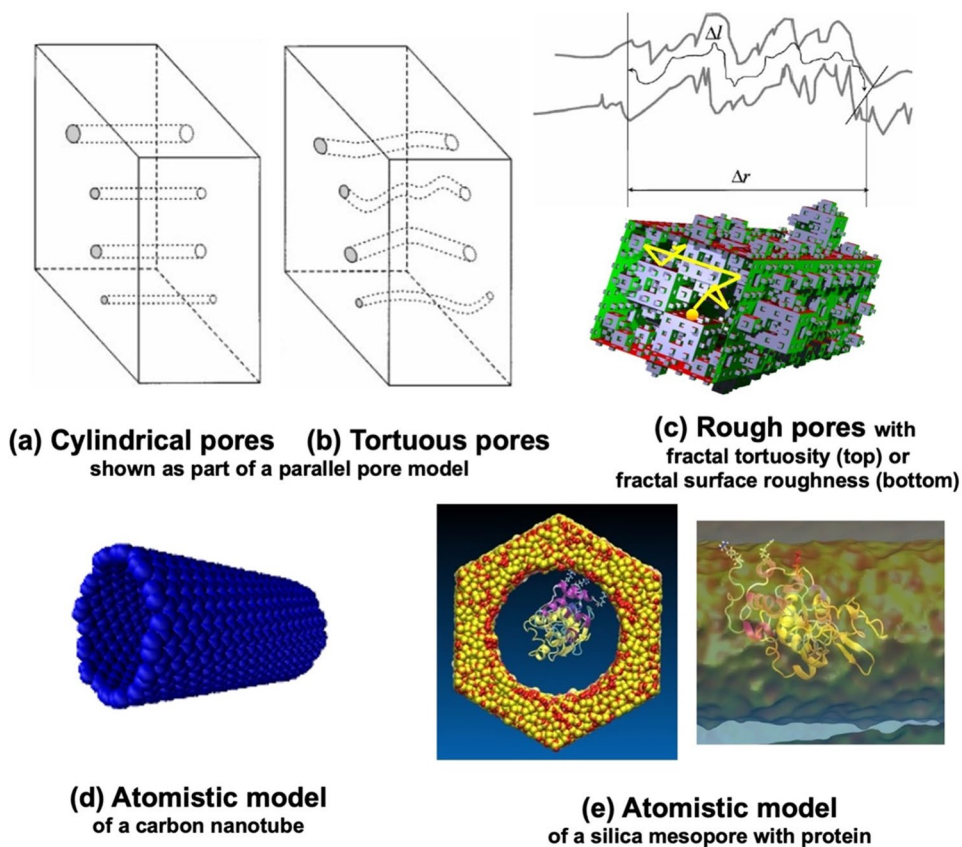 Δl
Δr
(a) Cylindrical pores (b) Tortuous pores
shown as part of a parallel pore model
(c) Rough pores with
fractal tortuosity (top) or
fractal surface roughness (bottom)
(d) Atomistic model
of a carbon nanotube
(e) Atomistic model
of a silica mesopore with protein